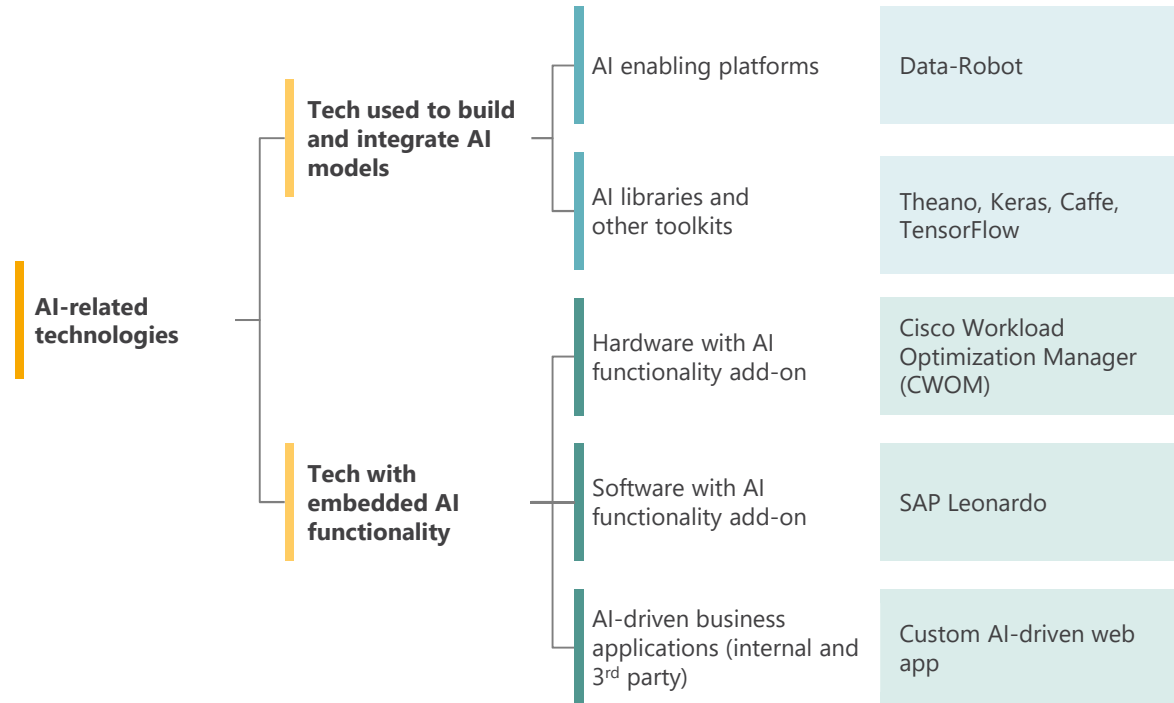 AI-related
technologies
Tech used to build
and integrate AI
models
AI enabling platforms
Data-Robot
AI libraries and
other toolkits
Theano, Keras, Caffe,
TensorFlow
Tech with
embedded AI
functionality
Hardware with AI
functionality add-on
Cisco Workload
Optimization Manager
(CWOM)
Software with AI
functionality add-on
SAP Leonardo
AI-driven business
applications (internal and
3rd party)
Custom AI-driven web
app